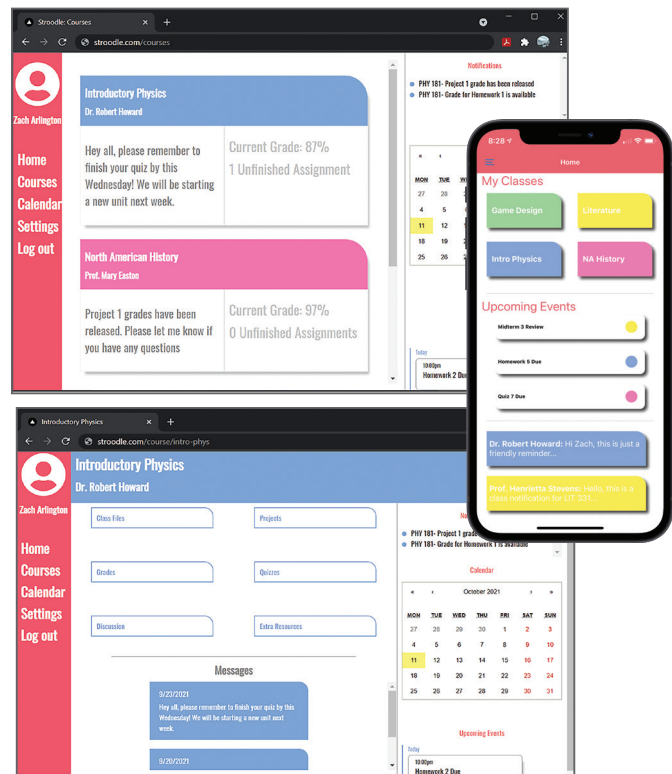 Stroodle: Courses
stroodle.com/courses
Zach Arlington
Home
Courses
Calendar
Settings
Log out
Introductory Physics
Dr. Robert Howard
Hey all, please remember to
finish your quiz by this
Wednesday! We will be starting
a new unit next week.
Current Grade: 87%
1 Unfinished Assignment
North American History
Prof. Mary Easton
Project 1 grades have been
released. Please let me know if
you have any questions
Current Grade: 97%
0 Unfinished Assignments
Notifications
PHY 181- Project 1 grade has been released
PHY 181- Grade for Homework 1 is available
MON TUE
27 28
4 5
11 12
18 19
25 26
Today
10:00pm
Homework 2 Due
8:28
Home
My Classes
Game Design
Literature
Intro Physics
NA History
Upcoming Events
Midterm 3 Review
Homework 5 Due
Quiz 7 Due
Dr. Robert Howard: Hi Zach, this is just a
friendly reminder...
Prof. Henrietta Stevens: Hello, this is a
class notification for LIT 331...
Introductory Physics
stroodle.com/course/intro-phys
Zach Arlington
Home
Courses
Calendar
Settings
Log out
Introductory Physics
Dr. Robert Howard
Class Files
Projects
Grades
Quizzes
Discussion
Extra Resources
Messages
9/23/2021
Hey all, please remember to finish your quiz by this
Wednesday! We will be starting a new unit next
week.
9/20/2021
PHY 181- Project 1
PHY 181- Grade for Homework 1 is available
Calendar
« ‹ October 2021 › »
MON TUE WED THU FRI SAT SUN
27 28 29 30 1 2 3
4 5 6 7 8 9 10
11 12 13 14 15 16 17
18 19 20 21 22 23 24
25 26 27 28 29 30 31
Upcoming Events
Today
10:00pm
Homework 2 Due